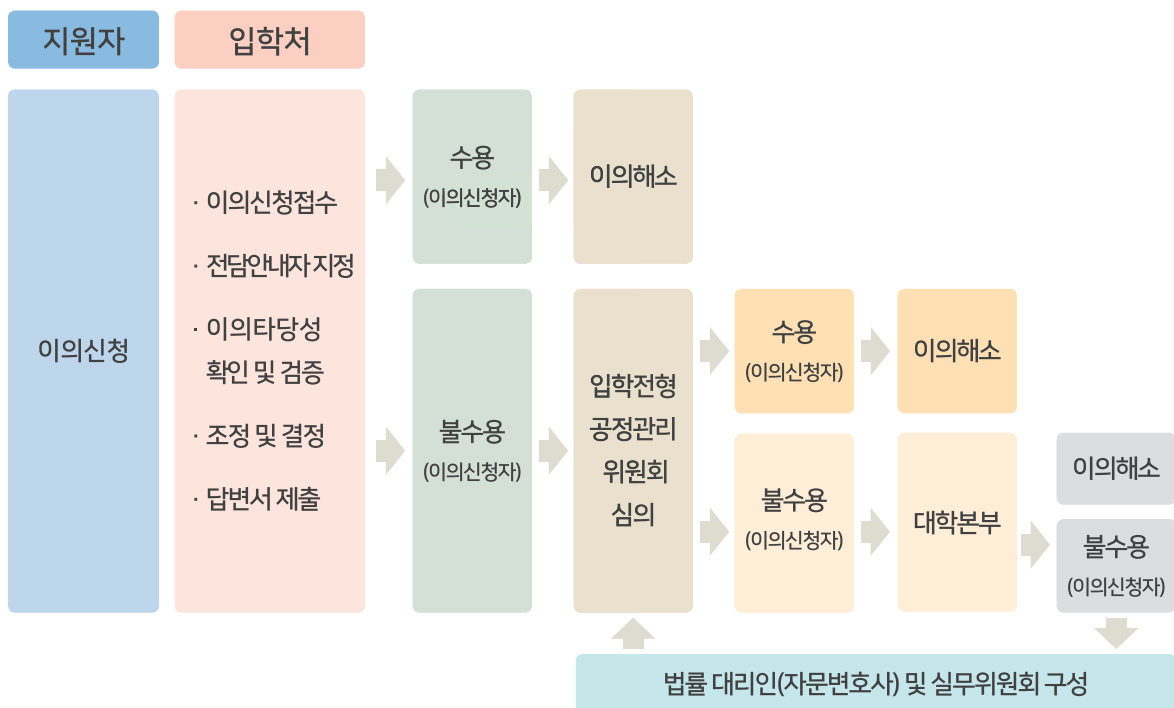 지원자
입학처
이의신청
· 이의신청접수
· 전담안내자 지정
· 이의타당성
확인 및 검증
· 조정 및 결정
· 답변서 제출
수용
(이의신청자)
이의해소
불수용
(이의신청자)
입학전형
공정관리
위원회
심의
수용
(이의신청자)
이의해소
불수용
(이의신청자)
대학본부
이의해소
불수용
(이의신청자)
법률 대리인(자문변호사) 및 실무위원회 구성